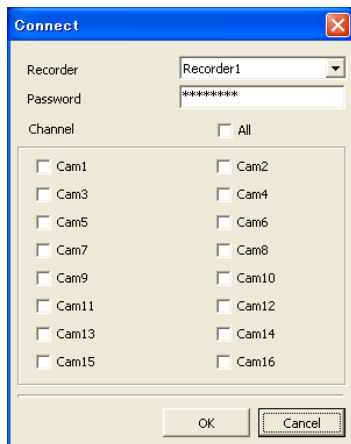 Connect
Recorder Recorder1
Password ********
Channel All
Cam1 Cam2
Cam3 Cam4
Cam5 Cam6
Cam7 Cam8
Cam9 Cam10
Cam11 Cam12
Cam13 Cam14
Cam15 Cam16
OK Cancel